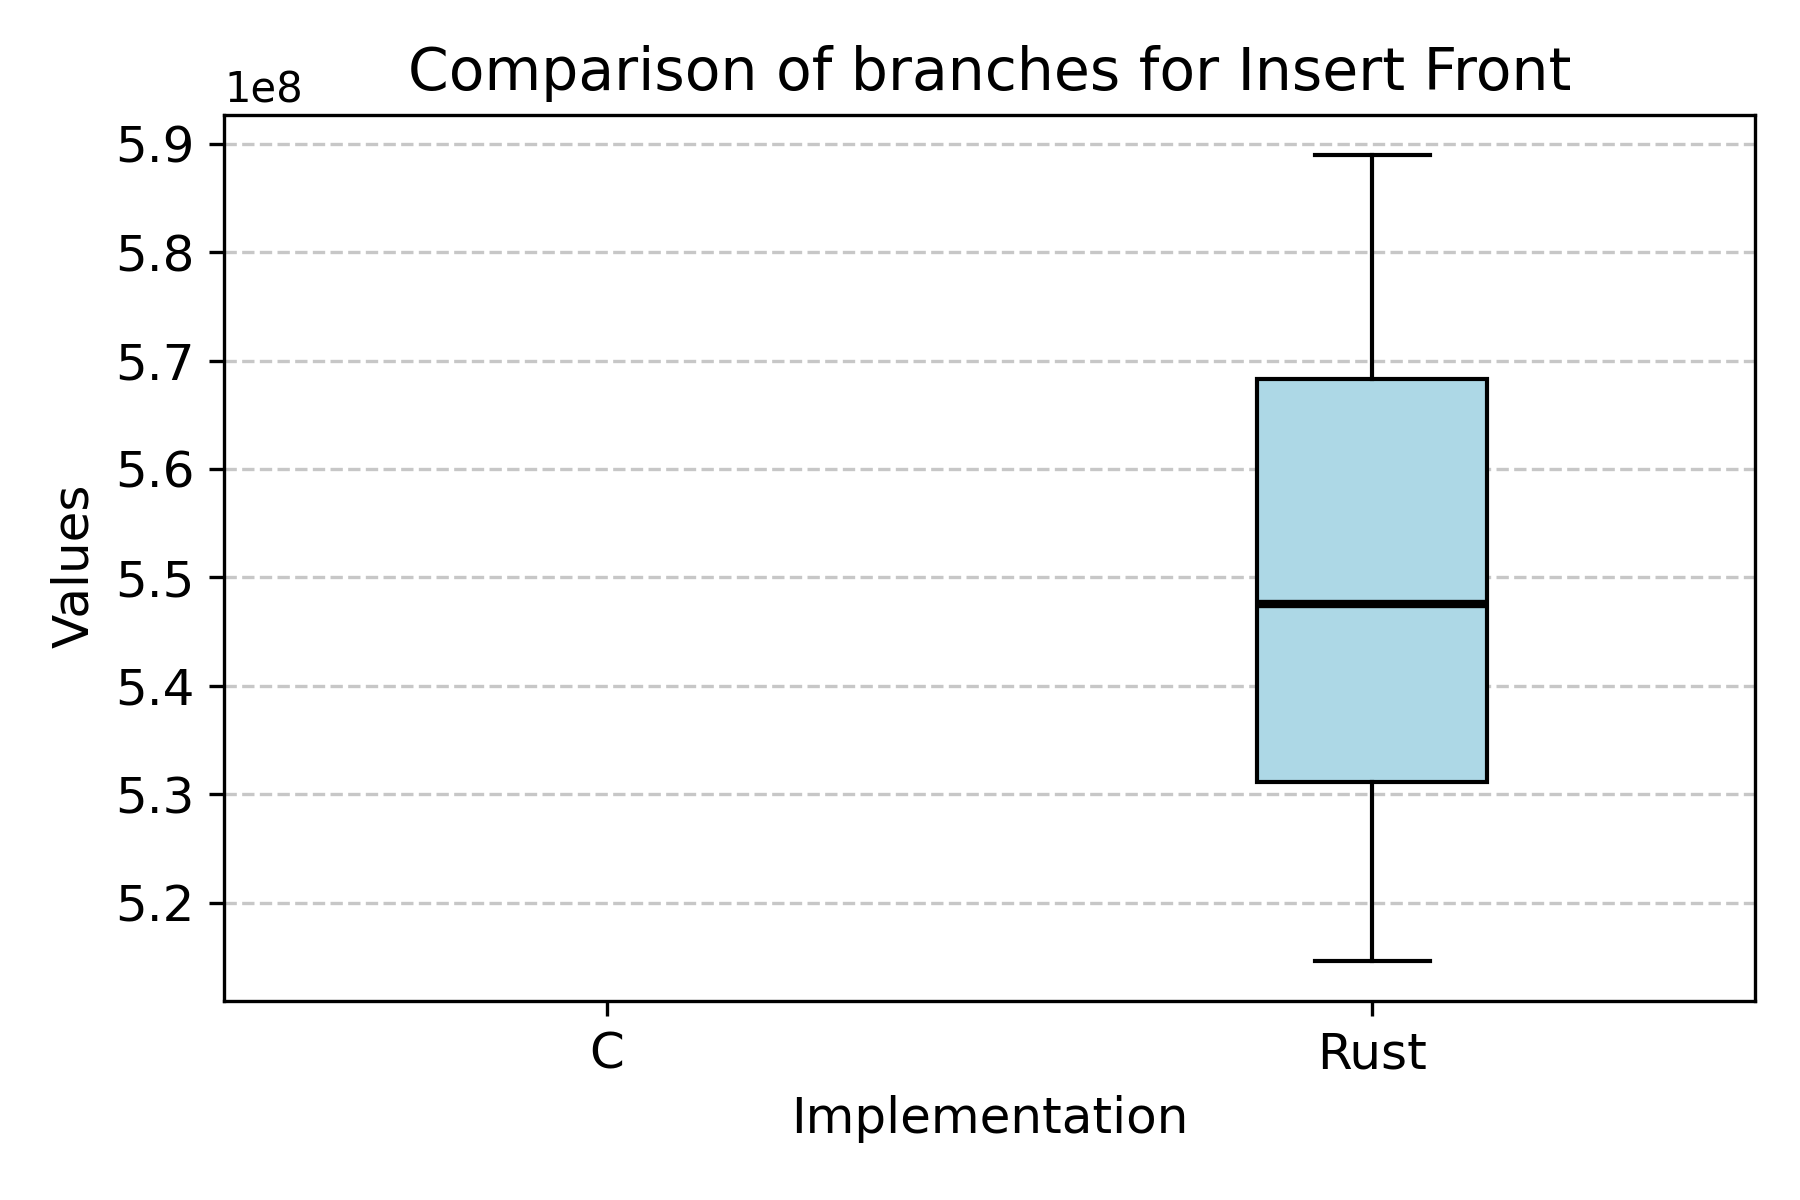 Comparison of branches for Insert Front
1e8
5.9
5.8
5.7
5.6
5.5
5.4
5.3
5.2
Values
C
Rust
Implementation